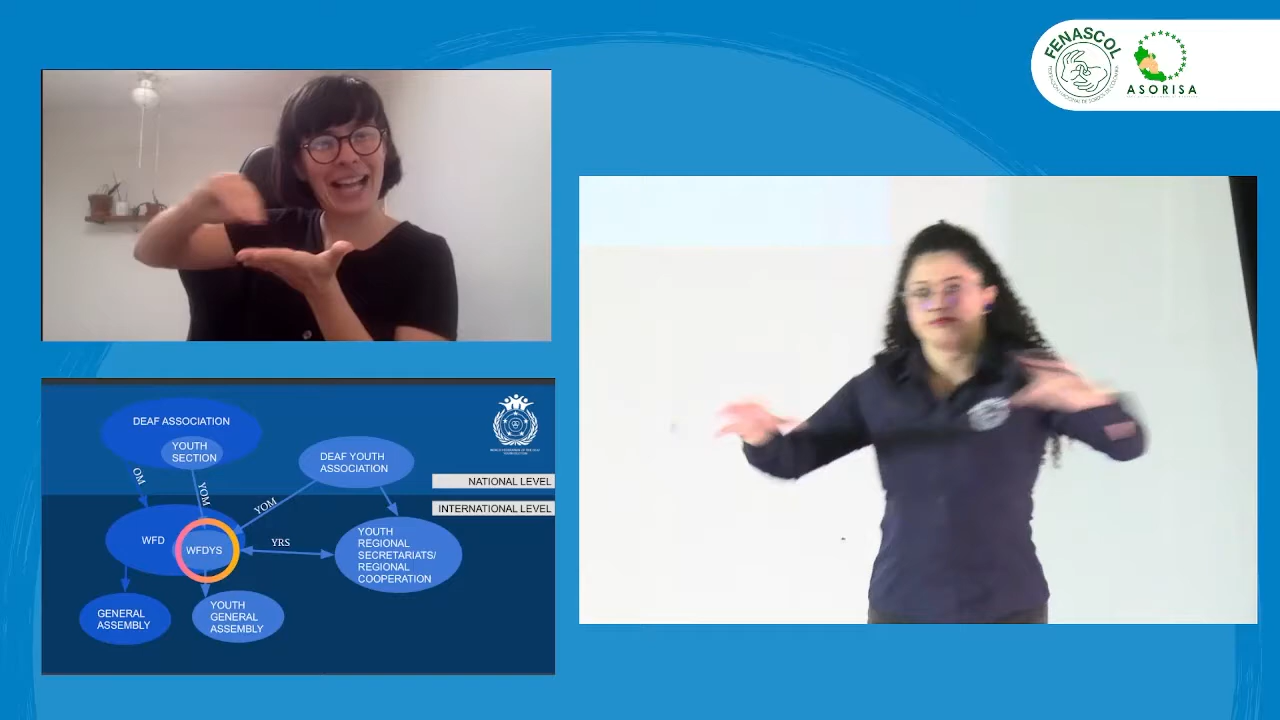 FENASCOL
ASORISA
DEAF ASSOCIATION
YOUTH
SECTION
DEAF YOUTH
ASSOCIATION
OM
YOM
YOM
NATIONAL LEVEL
INTERNATIONAL LEVEL
WFD
WFDYS
YRS
YOUTH
REGIONAL
SECRETARIATS/
REGIONAL
COOPERATION
GENERAL
ASSEMBLY
YOUTH
GENERAL
ASSEMBLY